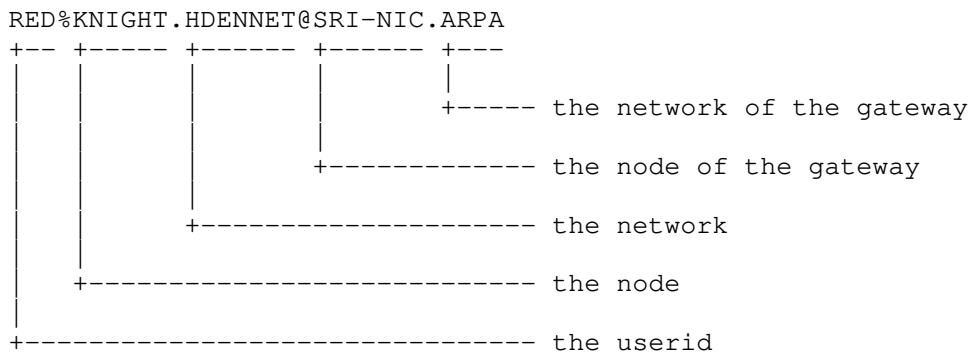 RED%KNIGHT.HDENNET@SRI-NIC.ARPA
the network of the gateway
the node of the gateway
the network
the node
the userid